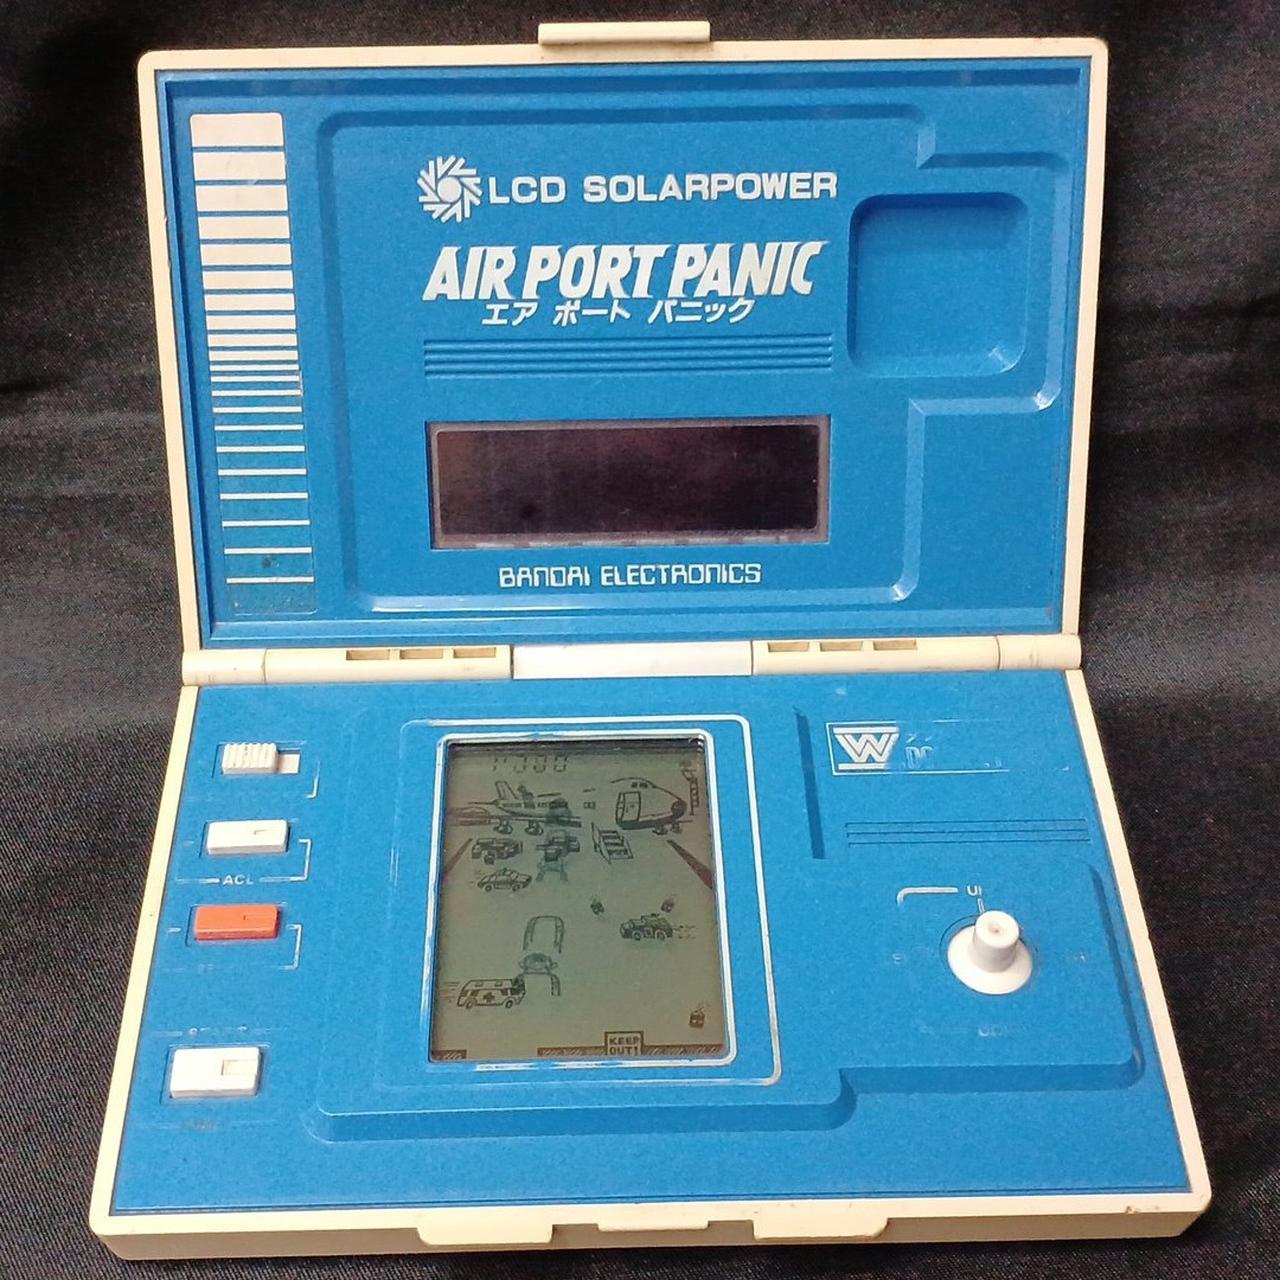 LCD SOLARPOWER
AIR PORT PANIC
エア ポート パニック
BANDAI ELECTRONICS
W
ACL
KEEP
OUT!